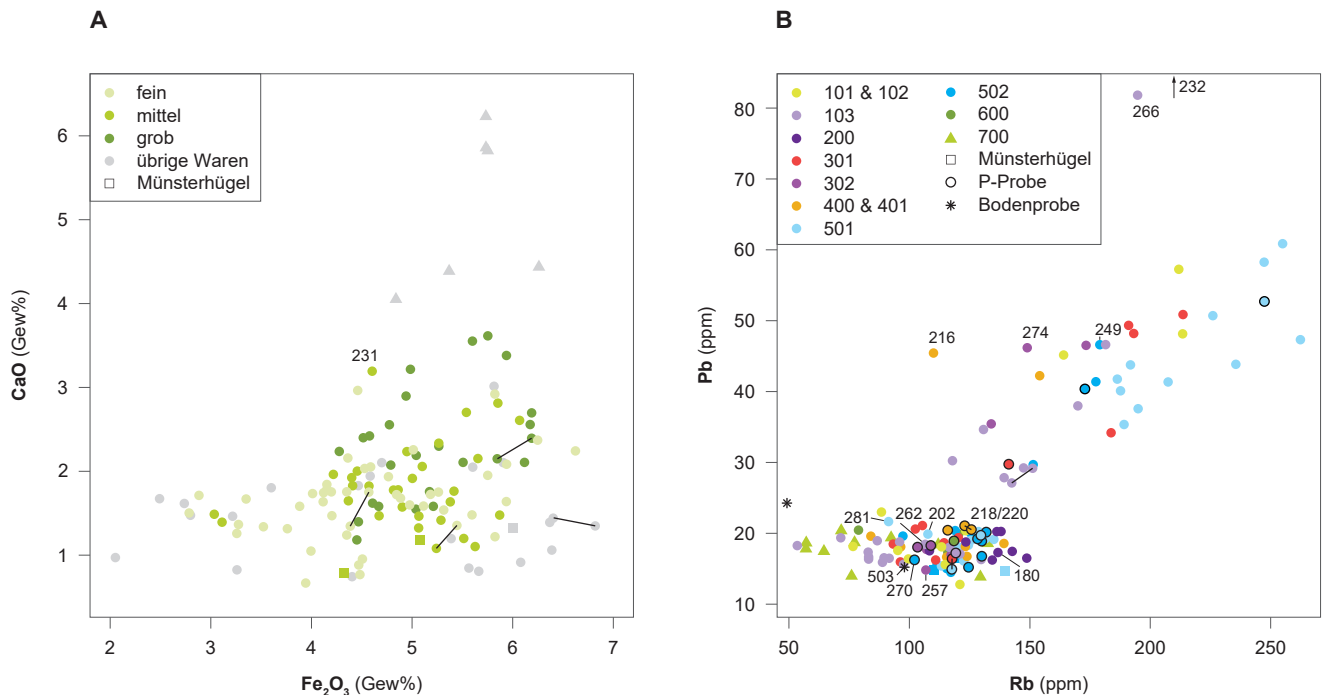 A
fein
mittel
grob
übrige Waren
Münsterhügel
6
5
4
3
2
1
231
2
3
4
5
6
7
CaO (Gew%)
Fe₂O₃ (Gew%)
B
101 & 102
103
200
301
302
400 & 401
501
502
600
700
Münsterhügel
P-Probe
Bodenprobe
232
266
216
274
249
281
262
202
218/220
503
270
257
180
80
70
60
50
40
30
20
10
50
100
150
200
250
Pb (ppm)
Rb (ppm)